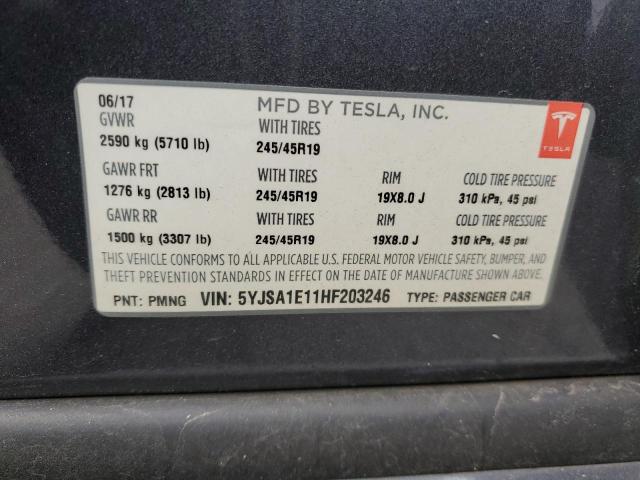 06/17 MFD BY TESLA, INC.
GVWR WITH TIRES
2590 kg (5710 lb) 245/45R19
TESLA
GAWR FRT WITH TIRES RIM COLD TIRE PRESSURE
1276 kg (2813 lb) 245/45R19 19X8.0 J 310 kPa, 45 psi
GAWR RR WITH TIRES RIM COLD TIRE PRESSURE
1500 kg (3307 lb) 245/45R19 19X8.0 J 310 kPa, 45 psi
THIS VEHICLE CONFORMS TO ALL APPLICABLE U.S. FEDERAL MOTOR VEHICLE SAFETY, BUMPER, AND
THEFT PREVENTION STANDARDS IN EFFECT ON THE DATE OF MANUFACTURE SHOWN ABOVE.
PNT: PMNG VIN: 5YJSA1E11HF203246 TYPE: PASSENGER CAR